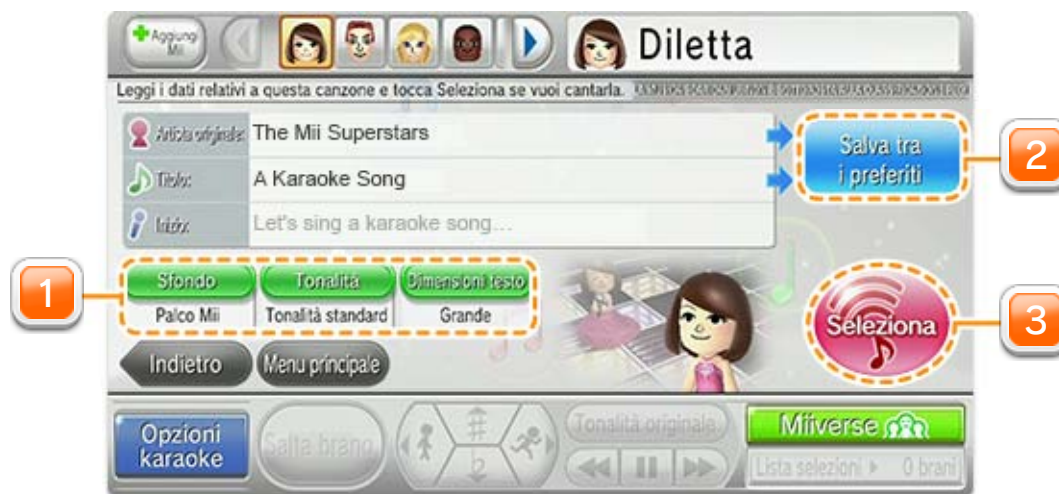 Aggiungi
Mii
Diletta
Leggi i dati relativi a questa canzone e tocca Seleziona se vuoi cantarla.
Artista originale: The Mii Superstars
Titolo: A Karaoke Song
Inizio: Let's sing a karaoke song...
Salva tra
i preferiti
2
1
Sfondo Tonalità Dimensioni testo
Palco Mii Tonalità standard Grande
Seleziona
3
Indietro Menu principale
Opzioni
karaoke
Salta brano
♯
♭
Tonalità originale
Miiverse
Lista selezioni 0 brani